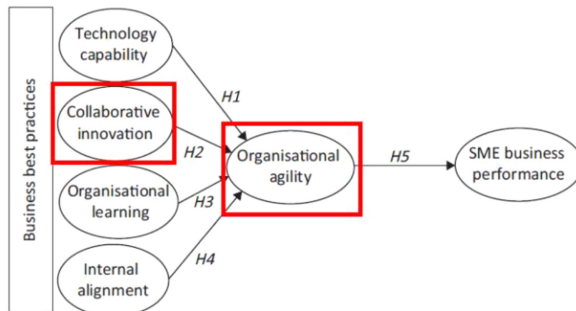 Business best practices
Technology
capability
Collaborative
innovation
Organisational
learning
Internal
alignment
H1
H2
H3
H4
Organisational
agility
H5
SME business
performance